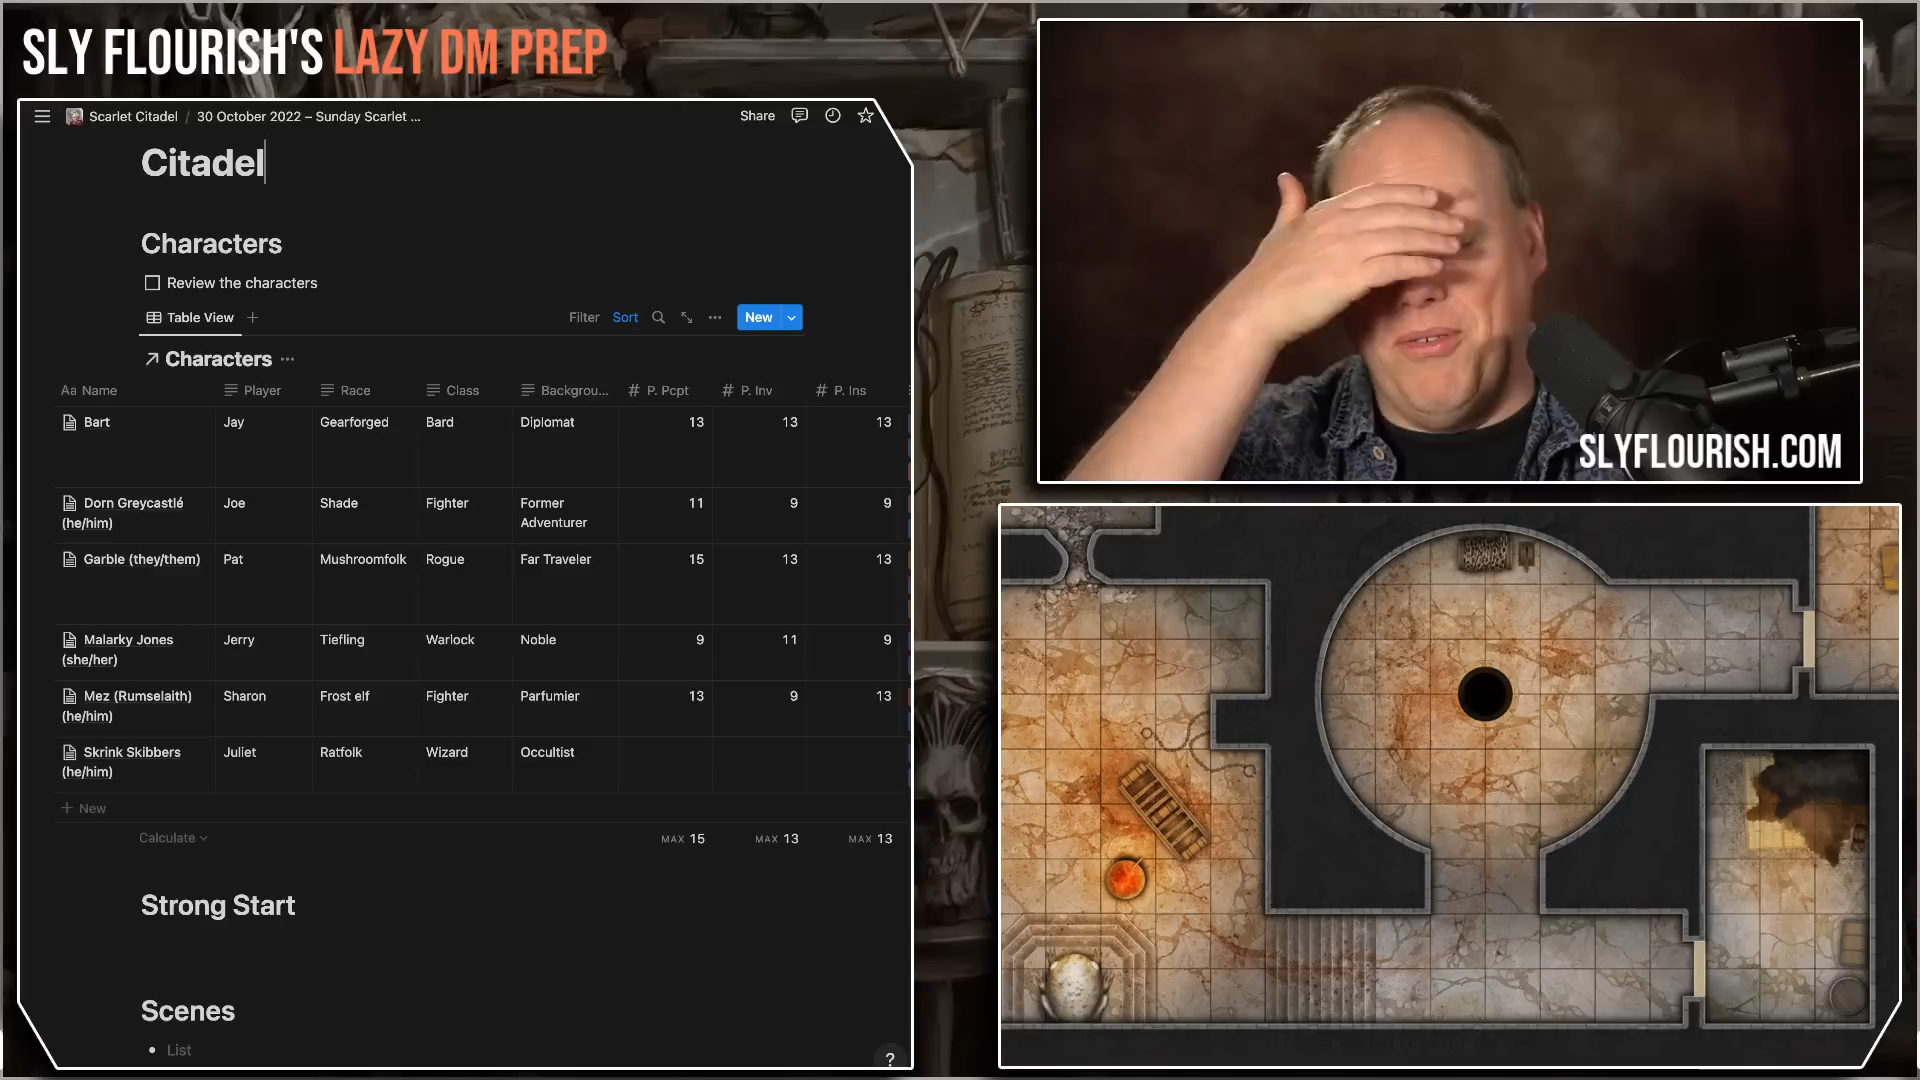 SLY FLOURISH'S LAZY DM PREP
Scarlet Citadel / 30 October 2022 – Sunday Scarlet ...
Share
Citadel
Characters
Review the characters
Table View
Filter Sort ... New
Characters ...
Aa Name Player Race Class Backgrou... # P. Pcpt # P. Inv # P. Ins
Bart Jay Gearforged Bard Diplomat 13 13 13
Dorn Greycastlé Joe Shade Fighter Former 11 9 9
(he/him) Adventurer
Garble (they/them) Pat Mushroomfolk Rogue Far Traveler 15 13 13
Malarky Jones Jerry Tiefling Warlock Noble 9 11 9
(she/her)
Mez (Rumselaith) Sharon Frost elf Fighter Parfumier 13 9 13
(he/him)
Skrink Skibbers Juliet Ratfolk Wizard Occultist
(he/him)
+ New
Calculate MAX 15 MAX 13 MAX 13
Strong Start
Scenes
• List
?
SLYFLOURISH.COM